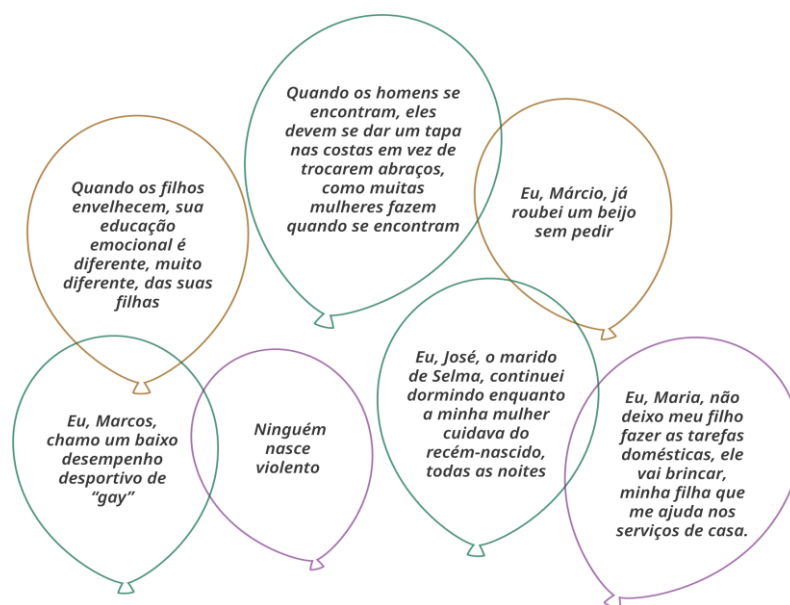 Quando os homens se
encontram, eles
devem se dar um tapa
nas costas em vez de
trocarem abraços,
como muitas
mulheres fazem
quando se encontram
Quando os filhos
envelhecem, sua
educação
emocional é
diferente, muito
diferente, das suas
filhas
Eu, Márcio, já
roubei um beijo
sem pedir
Eu, Marcos,
chamo um baixo
desempenho
desportivo de
“gay”
Ninguém
nasce
violento
Eu, José, o marido
de Selma, continuei
dormindo enquanto
a minha mulher
cuidava do
recém-nascido,
todas as noites
Eu, Maria, não
deixo meu filho
fazer as tarefas
domésticas, ele
vai brincar,
minha filha que
me ajuda nos
serviços de casa.